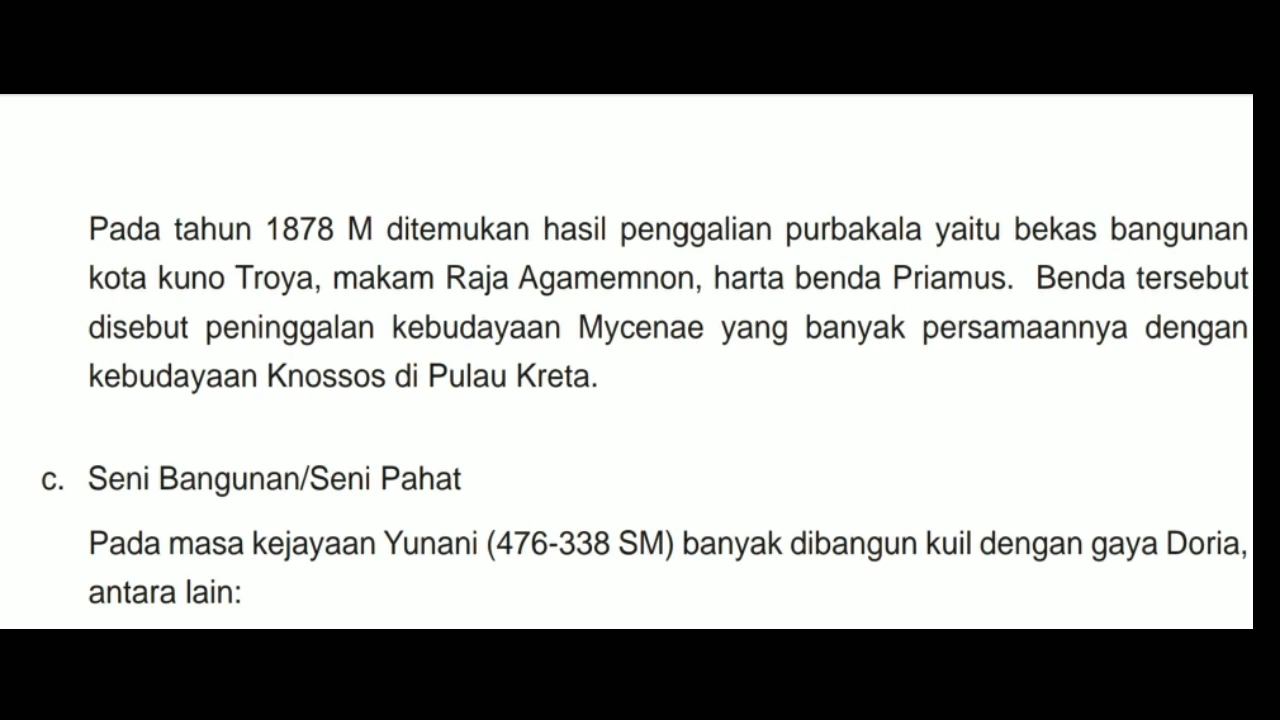 Pada tahun 1878 M ditemukan hasil penggalian purbakala yaitu bekas bangunan
kota kuno Troya, makam Raja Agamemnon, harta benda Priamus. Benda tersebut
disebut peninggalan kebudayaan Mycenae yang banyak persamaannya dengan
kebudayaan Knossos di Pulau Kreta.
c. Seni Bangunan/Seni Pahat
Pada masa kejayaan Yunani (476-338 SM) banyak dibangun kuil dengan gaya Doria,
antara lain: